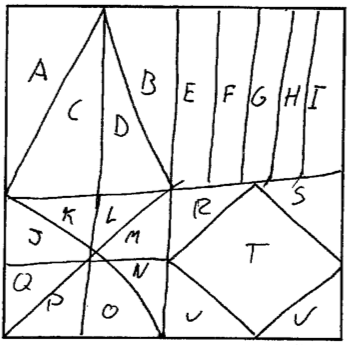 A B E F G H I
C D
K L R S
J M T
Q N
P O U V